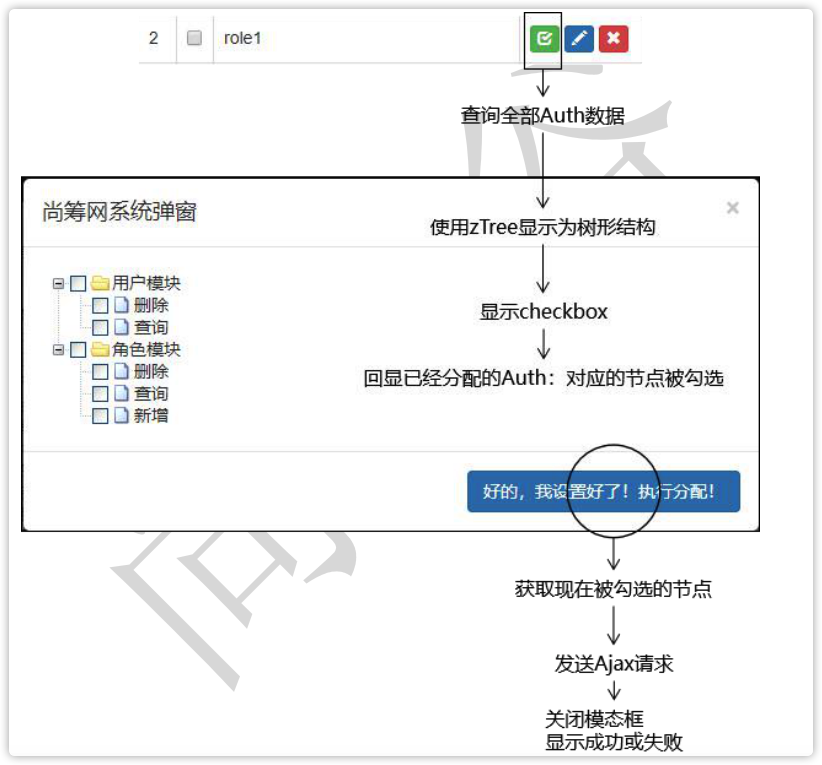 2 role1
查询全部Auth数据
尚筹网系统弹窗 ×
使用zTree显示为树形结构
用户模块
删除
查询
角色模块
删除
查询
新增
显示checkbox
回显已经分配的Auth：对应的节点被勾选
好的，我设置好了！执行分配！
获取现在被勾选的节点
发送Ajax请求
关闭模态框
显示成功或失败